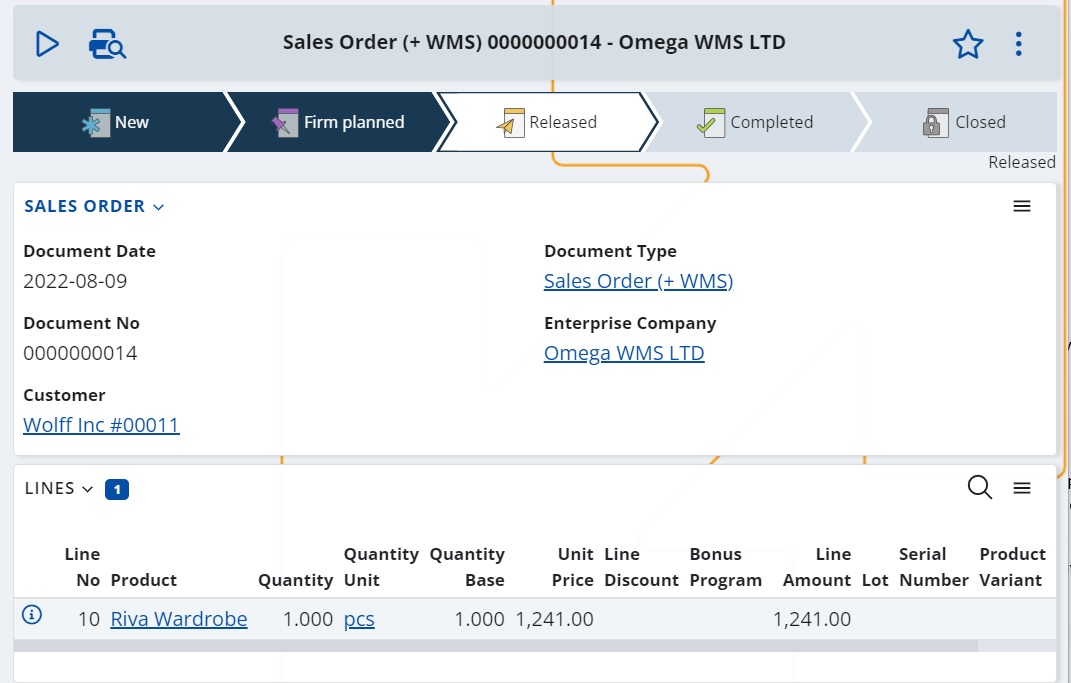 Sales Order (+ WMS) 0000000014 - Omega WMS LTD
New
Firm planned
Released
Completed
Closed
Released
SALES ORDER
Document Date
Document Type
2022-08-09
Sales Order (+ WMS)
Document No
Enterprise Company
0000000014
Omega WMS LTD
Customer
Wolff Inc #00011
LINES 1
Line No Product Quantity Quantity Unit Quantity Base Unit Price Line Discount Bonus Program Line Amount Lot Serial Number Product Variant
10 Riva Wardrobe 1.000 pcs 1.000 1,241.00 1,241.00